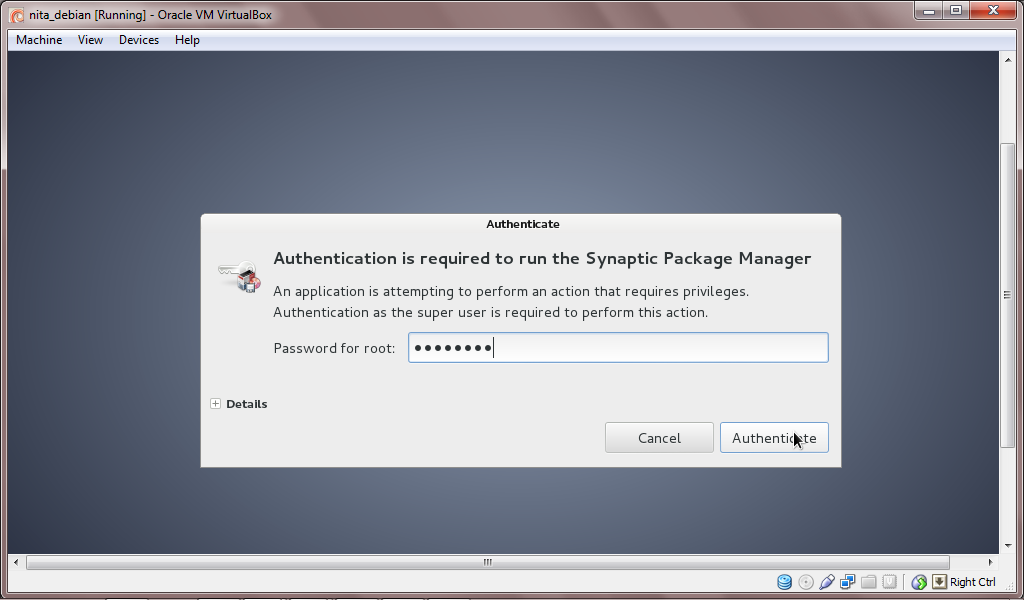 nita_debian [Running] - Oracle VM VirtualBox
Machine View Devices Help
Authenticate
Authentication is required to run the Synaptic Package Manager
An application is attempting to perform an action that requires privileges.
Authentication as the super user is required to perform this action.
Password for root: ••••••••
Details
Cancel Authenticate
Right Ctrl